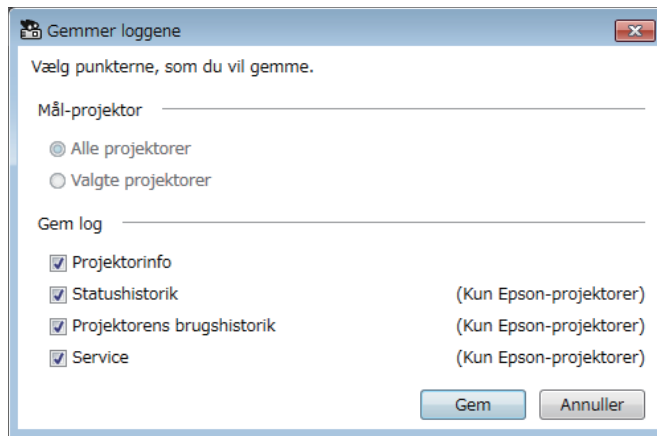 Gemmer loggene
Vælg punkterne, som du vil gemme.
Mål-projektor
Alle projektorer
Valgte projektorer
Gem log
Projektorinfo
Statushistorik (Kun Epson-projektorer)
Projektorens brugshistorik (Kun Epson-projektorer)
Service (Kun Epson-projektorer)
Gem Annuller